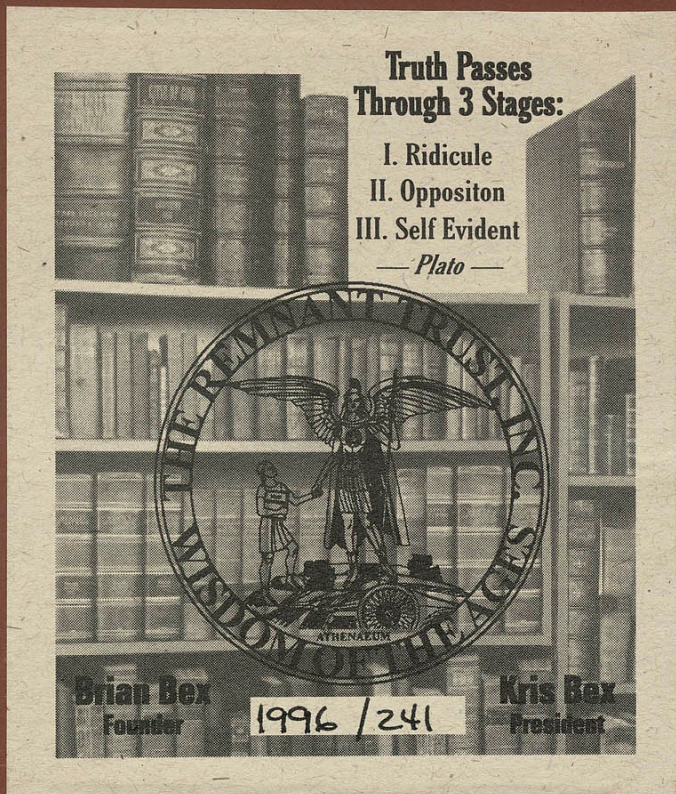 Truth Passes
Through 3 Stages:
I. Ridicule
II. Oppositon
III. Self Evident
— Plato —
THE REMNANT TRUST, INC.
WISDOM OF THE AGES
ATHENAEUM
Brian Bex
Founder
Kris Bex
President
1996 / 241